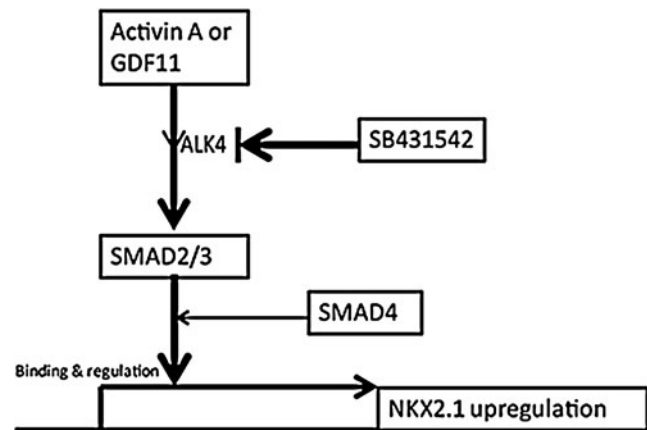 Activin A or
GDF11
ALK4
SB431542
SMAD2/3
SMAD4
Binding & regulation
NKX2.1 upregulation